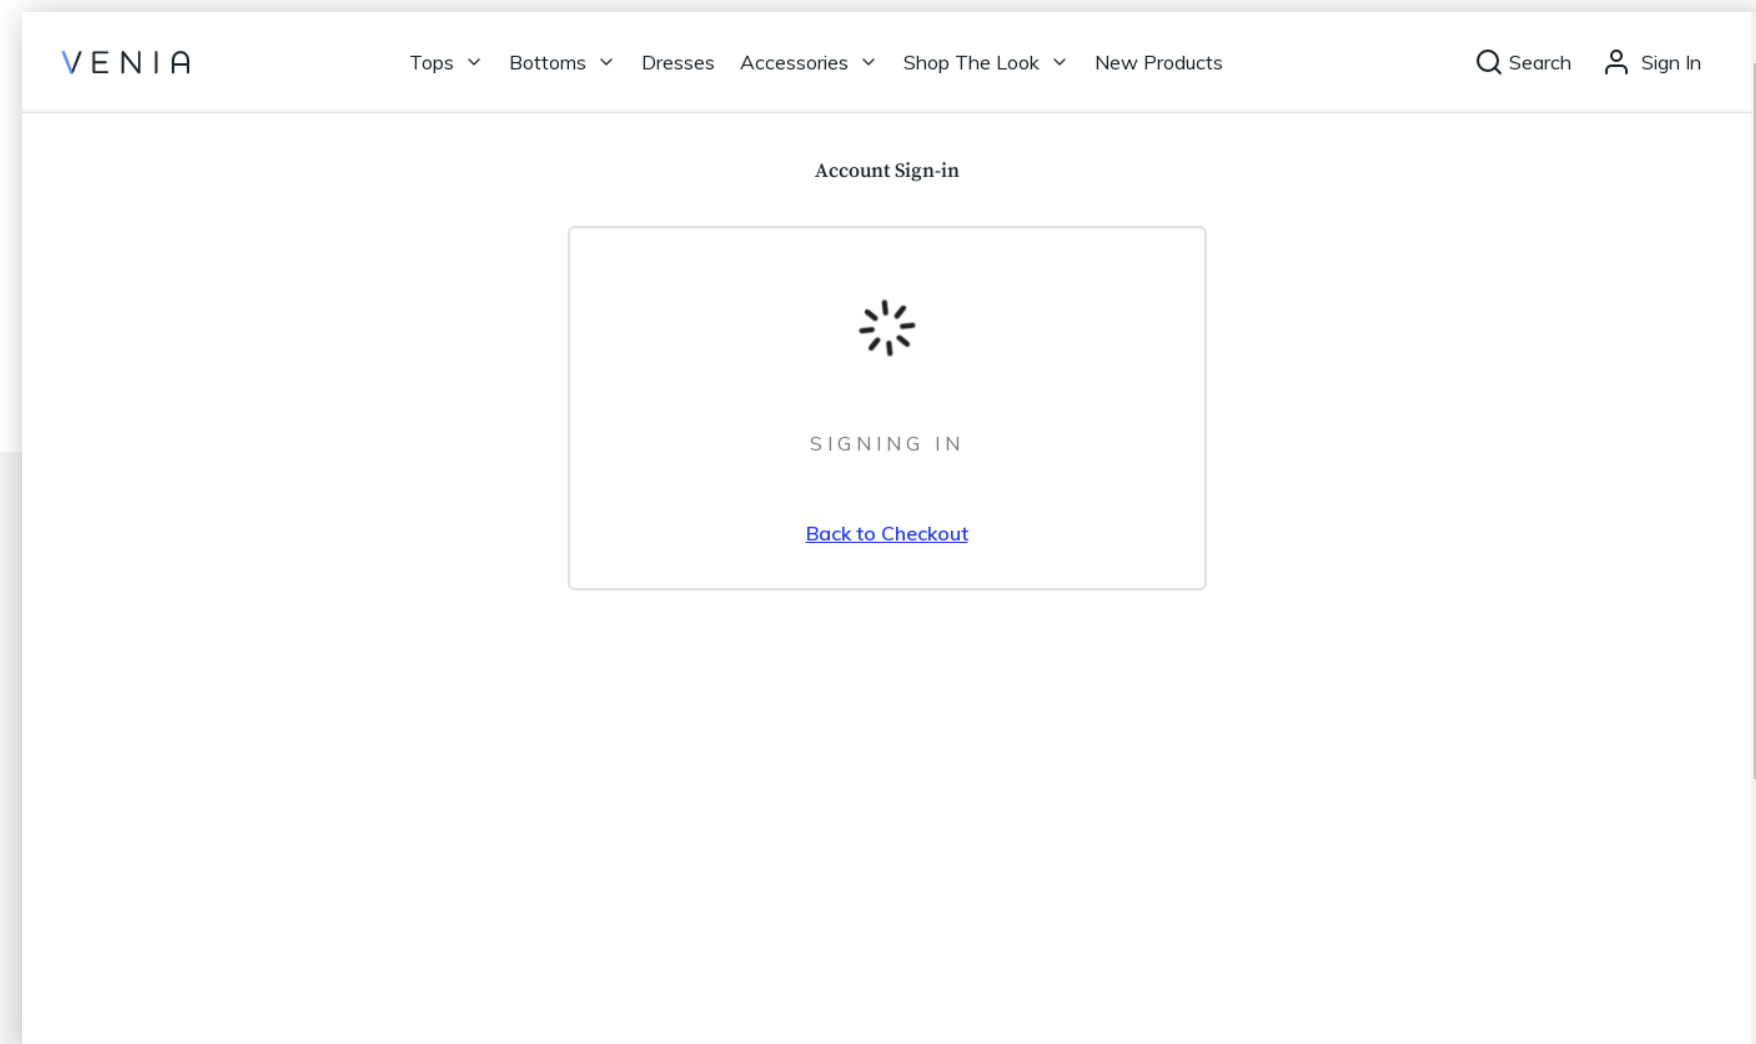 VENIA
Tops Bottoms Dresses Accessories Shop The Look New Products
Search Sign In
Account Sign-in
SIGNING IN
Back to Checkout